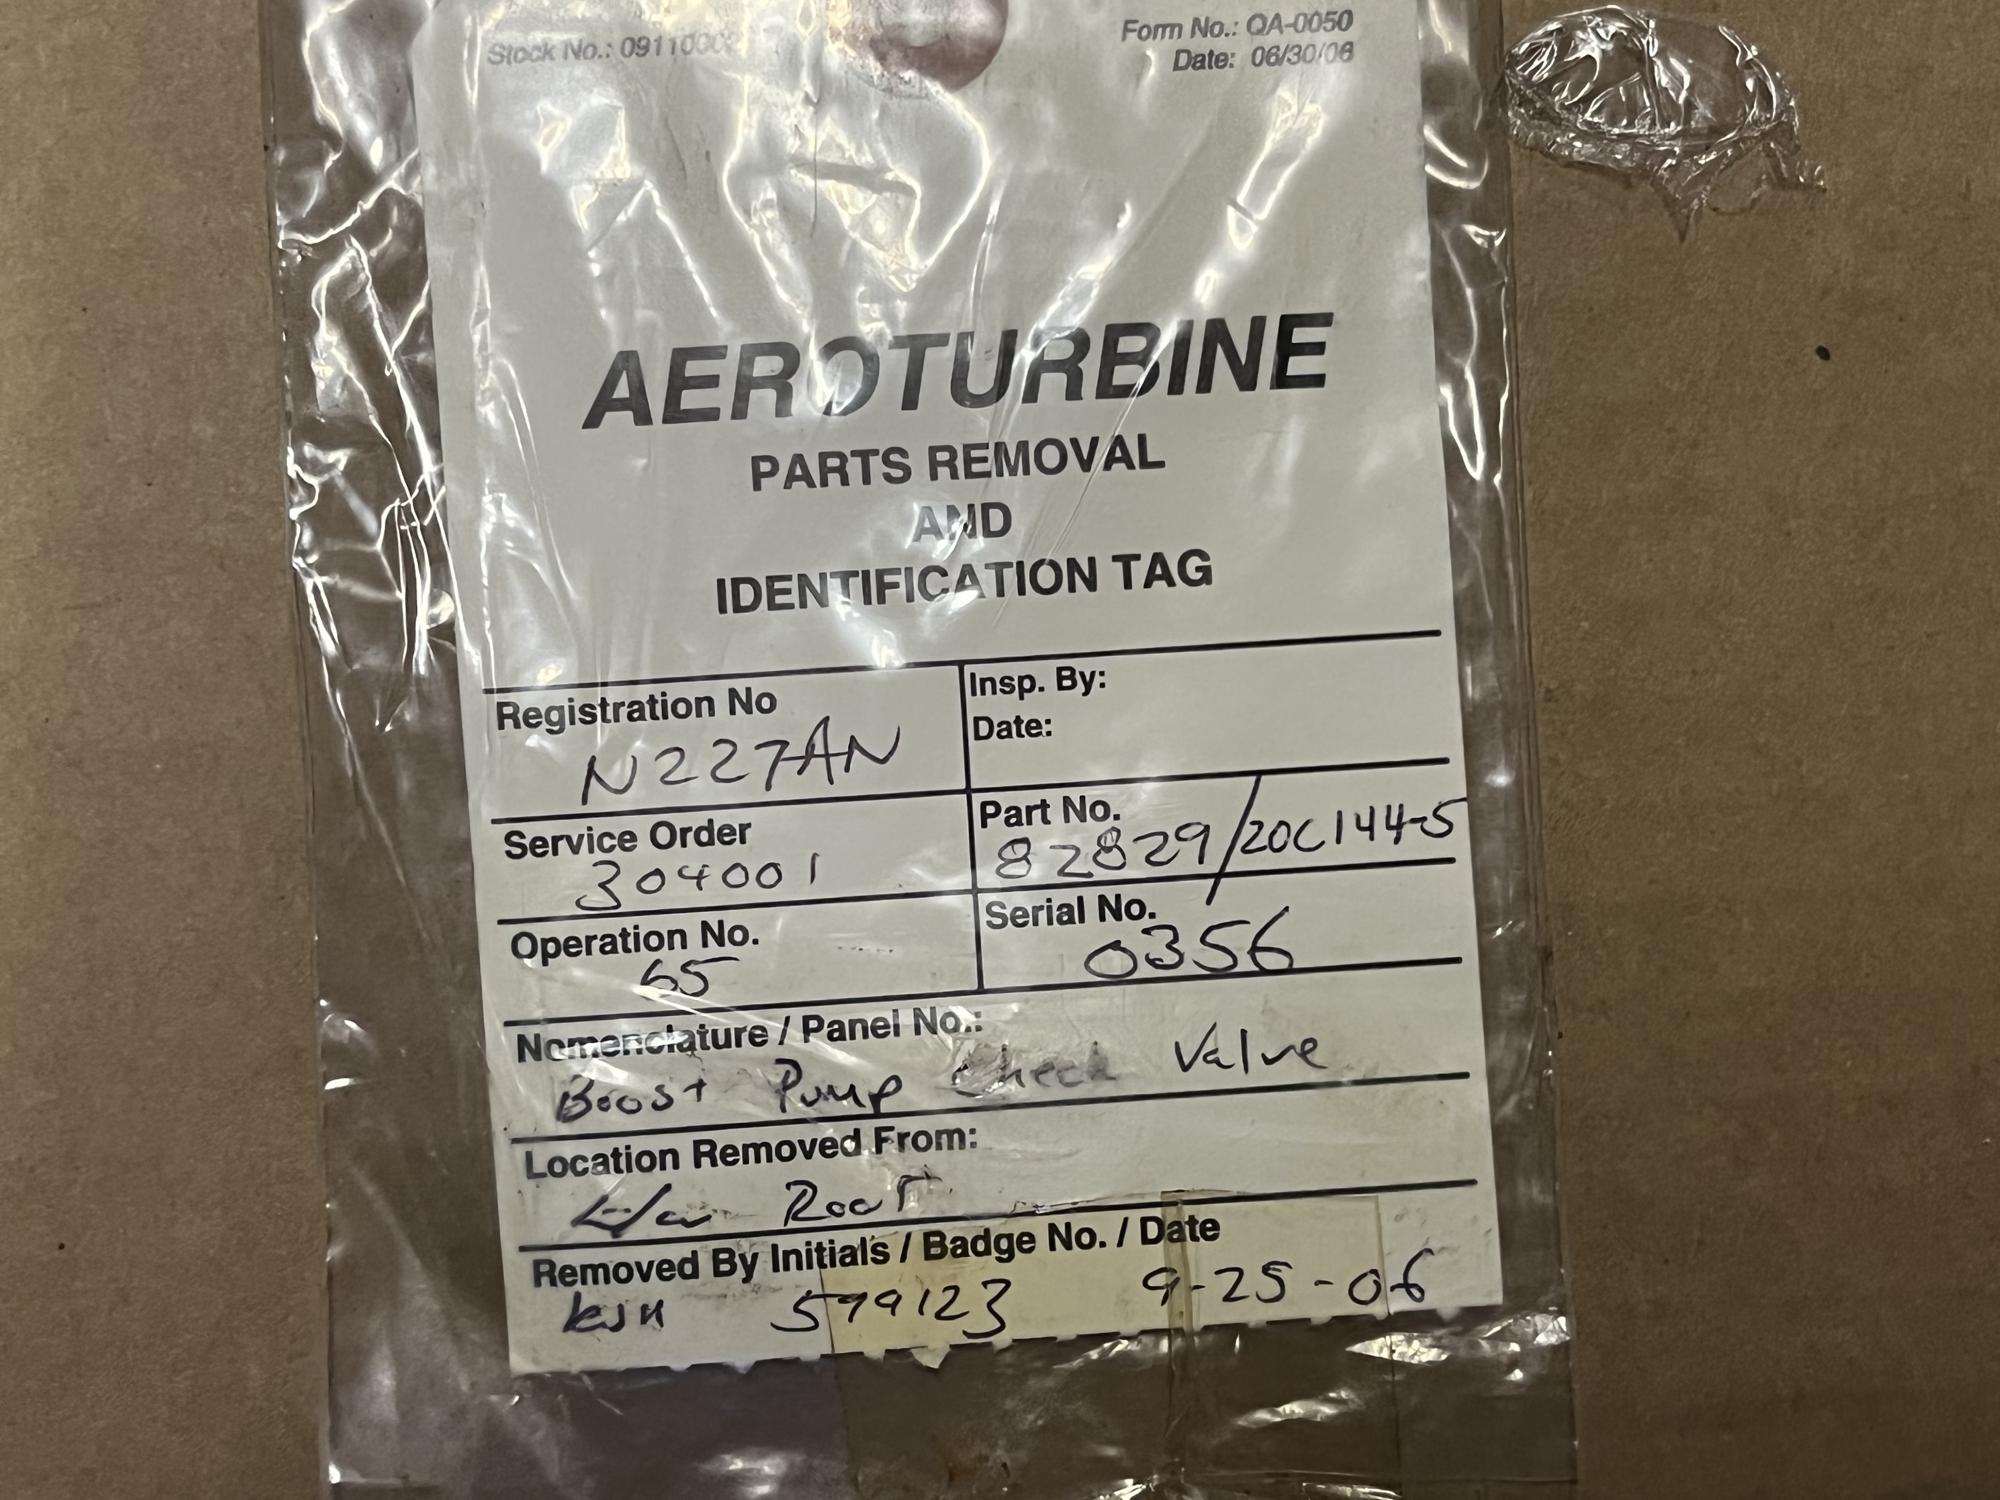 Stock No.: 09110000
Form No.: QA-0050
Date: 06/30/06
AEROTURBINE
PARTS REMOVAL
AND
IDENTIFICATION TAG
Registration No
N227AN
Insp. By:
Date:
Service Order
304001
Part No.
82829/20C144-5
Operation No.
65
Serial No.
0356
Nomenclature / Panel No.:
Boost Pump Check Valve
Location Removed From:
Root
Removed By Initials / Badge No. / Date
599123 9-25-06